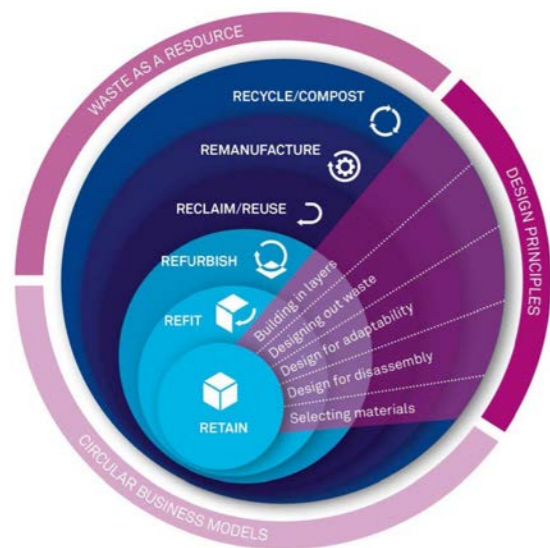 WASTE AS A RESOURCE
RECYCLE/COMPOST
REMANUFACTURE
RECLAIM/REUSE
REFURBISH
REFIT
RETAIN
Building in layers
Designing out waste
Design for adaptability
Design for disassembly
Selecting materials
DESIGN PRINCIPLES
CIRCULAR BUSINESS MODELS